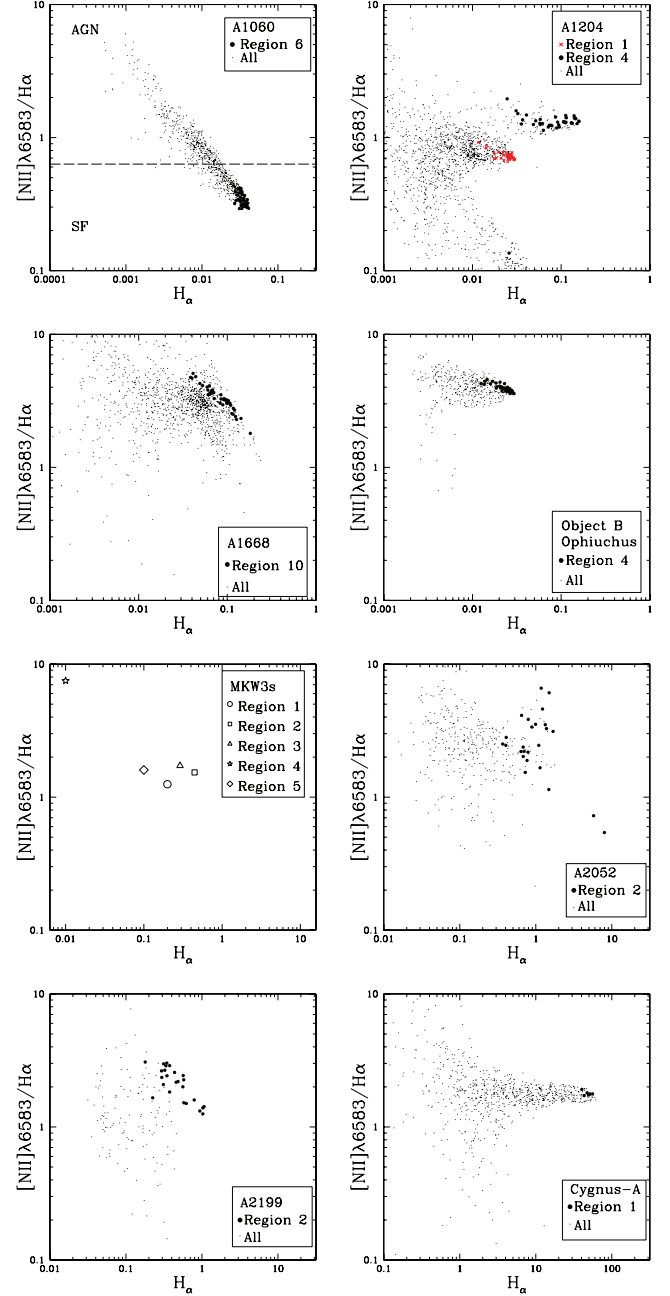 AGN
SF
A1060
Region 6
All
[NII]λ6583/Hα
10
1
0.1
0.0001
0.001
0.01
0.1
Hα
A1204
Region 1
Region 4
All
[NII]λ6583/Hα
10
1
0.1
0.0001
0.001
0.01
0.1
1
Hα
A1668
Region 10
All
[NII]λ6583/Hα
10
1
0.1
0.001
0.01
0.1
1
Hα
Object B
Ophiuchus
Region 4
All
[NII]λ6583/Hα
10
1
0.1
0.001
0.01
0.1
1
Hα
MKW3s
Region 1
Region 2
Region 3
Region 4
Region 5
[NII]λ6583/Hα
10
1
0.1
0.01
0.1
1
10
Hα
A2052
Region 2
All
[NII]λ6583/Hα
10
1
0.1
0.01
0.1
1
10
100
Hα
A2199
Region 2
All
[NII]λ6583/Hα
10
1
0.1
0.01
0.1
1
10
Hα
Cygnus-A
Region 1
All
[NII]λ6583/Hα
10
1
0.1
0.1
1
10
100
Hα